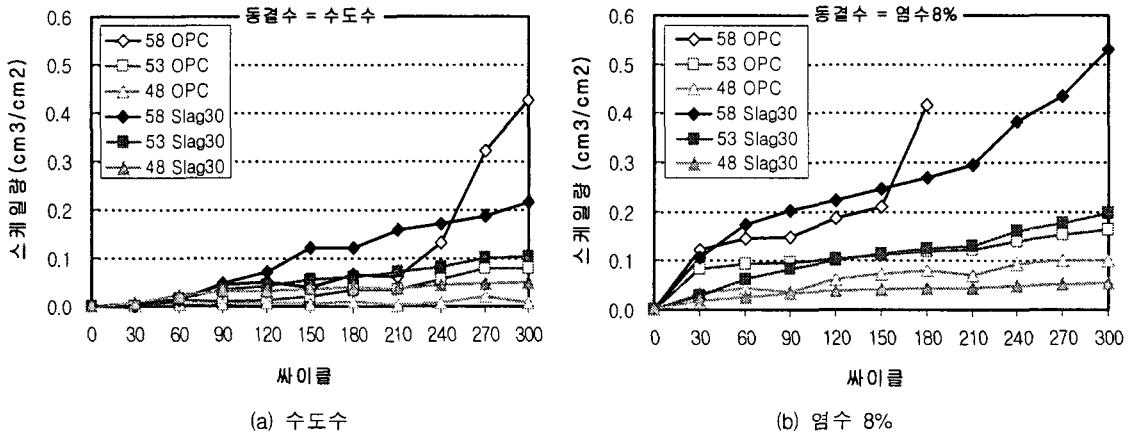 동결수 = 수도수
스케일량 (cm3/cm2)
0.6
0.5
0.4
0.3
0.2
0.1
0.0
58 OPC
53 OPC
48 OPC
58 Slag30
53 Slag30
48 Slag30
0 30 60 90 120 150 180 210 240 270 300
싸이클
(a) 수도수
동결수 = 염수8%
스케일량 (cm3/cm2)
0.6
0.5
0.4
0.3
0.2
0.1
0.0
58 OPC
53 OPC
48 OPC
58 Slag30
53 Slag30
48 Slag30
0 30 60 90 120 150 180 210 240 270 300
싸이클
(b) 염수 8%